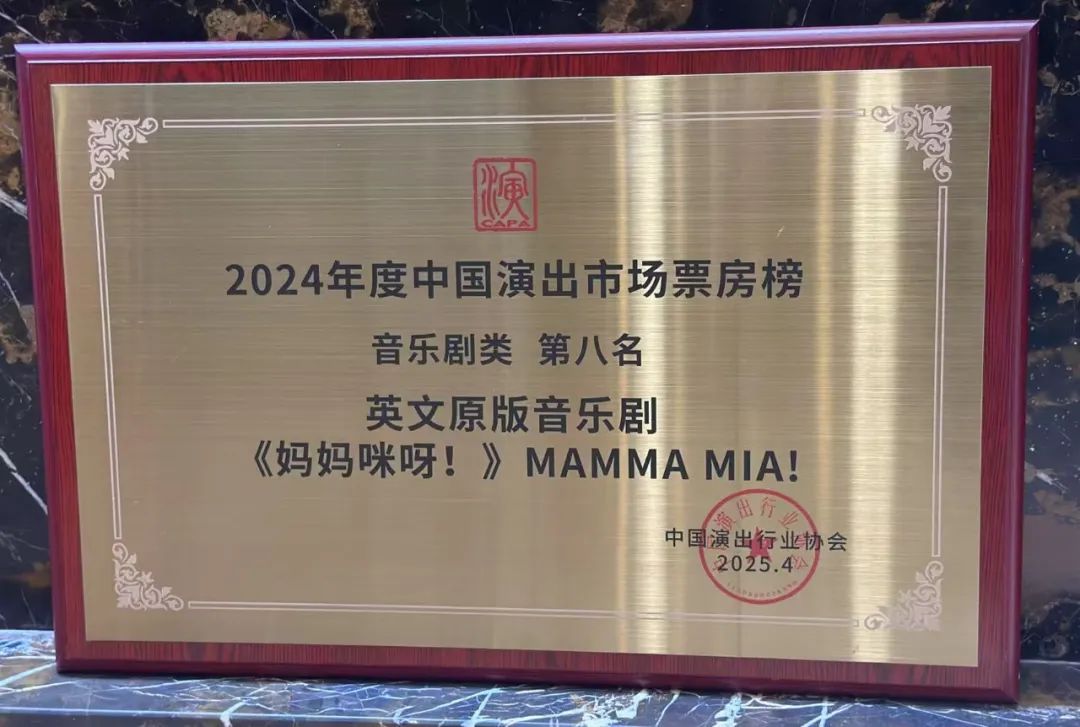 演
CAPA
2024年度中国演出市场票房榜
音乐剧类 第八名
英文原版音乐剧
《妈妈咪呀！》MAMMA MIA!
中国演出行业协会
2025.4